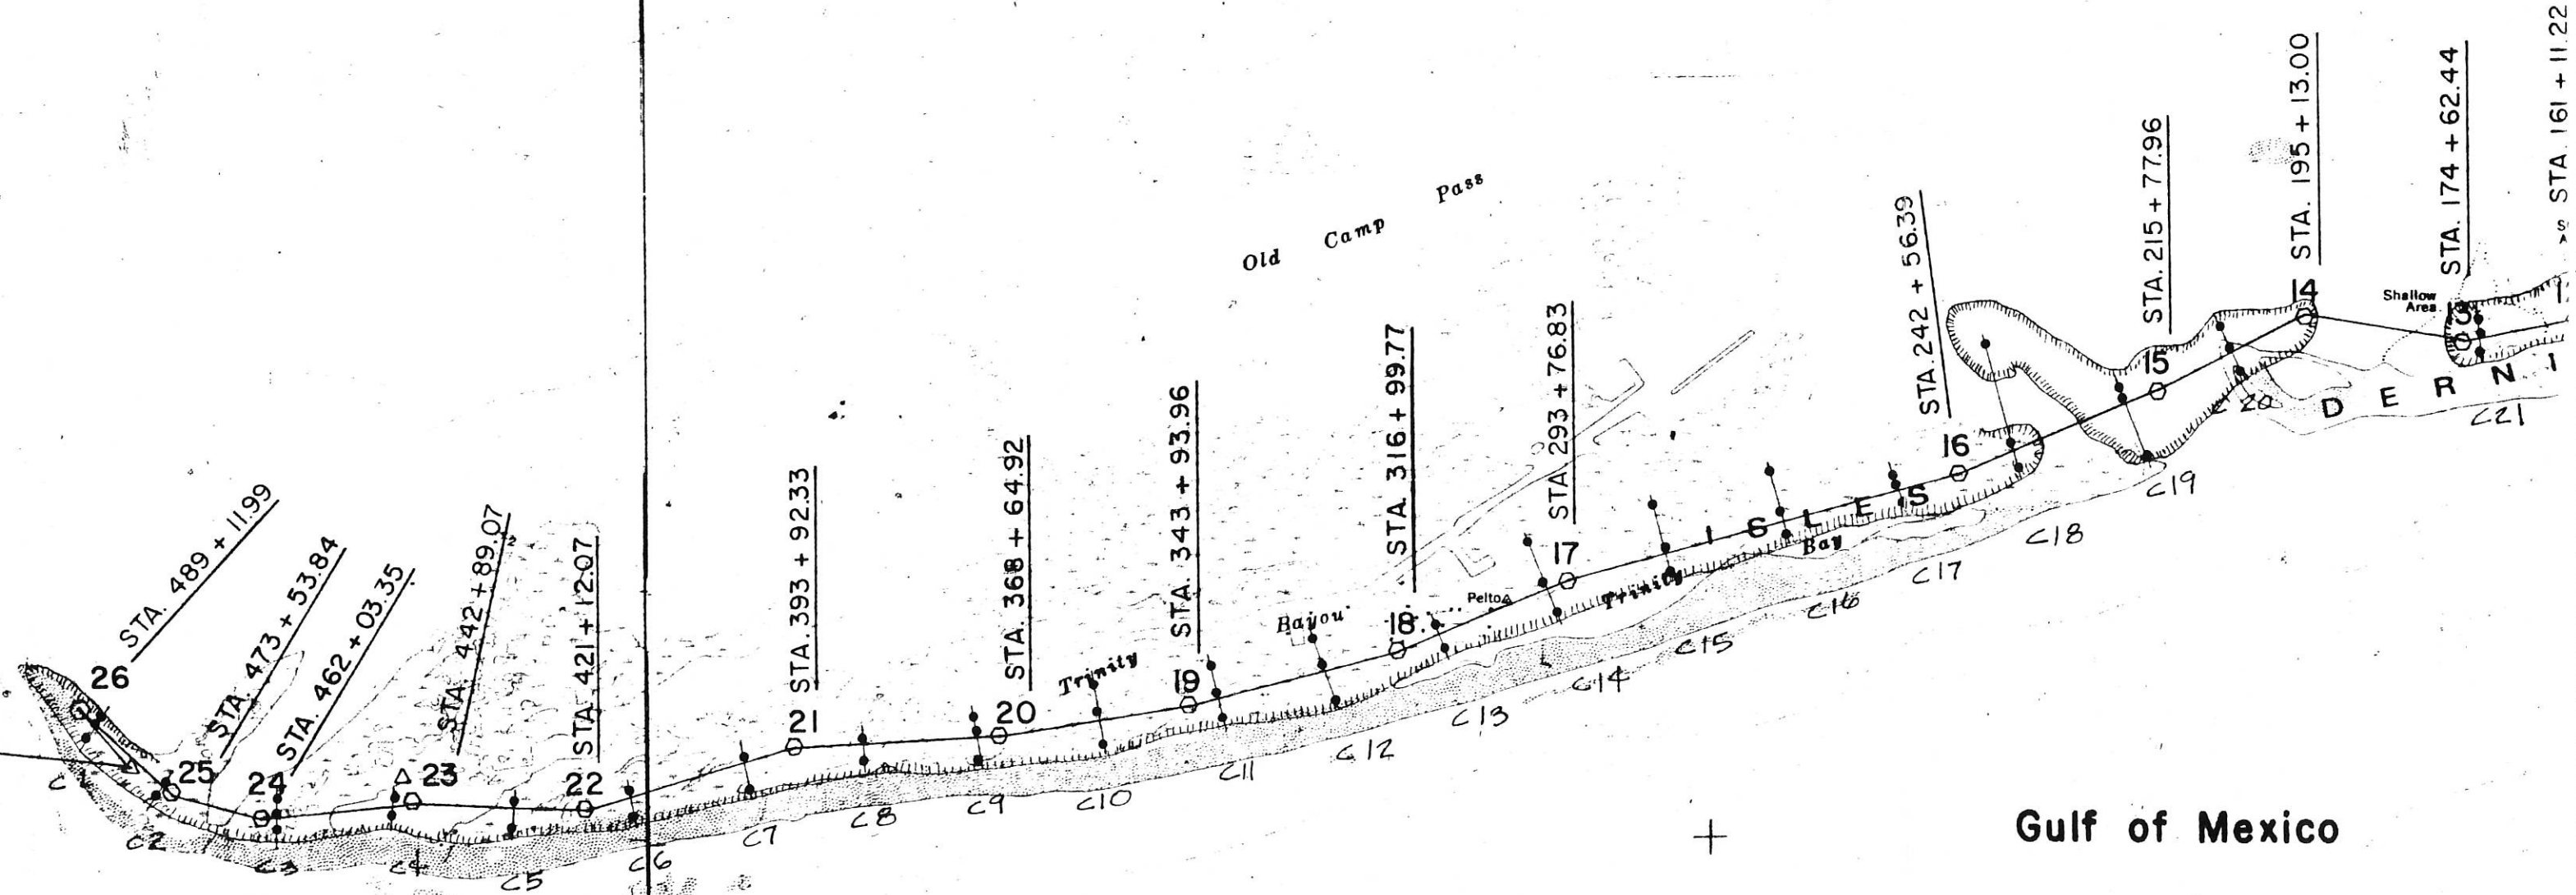 STA. 489 + 11.99
STA. 473 + 53.84
STA. 462 + 03.35
STA. 442 + 89.07
STA. 421 + 12.07
STA. 393 + 92.33
STA. 368 + 64.92
STA. 343 + 93.96
STA. 316 + 99.77
STA. 293 + 76.83
STA. 242 + 56.39
STA. 215 + 77.96
STA. 195 + 13.00
STA. 174 + 62.44
STA. 161 + 11.22
Old Camp Pass
26
25
24
23
22
21
20
19
18
17
16
15
14
13
Shallow
Area
Trinity
Bayou
Pelto
Trinity
Bay
ISLES
DERNI
C1
C2
C3
C4
C5
C6
C7
C8
C9
C10
C11
C12
C13
C14
C15
C16
C17
C18
C19
C20
C21
Gulf of Mexico